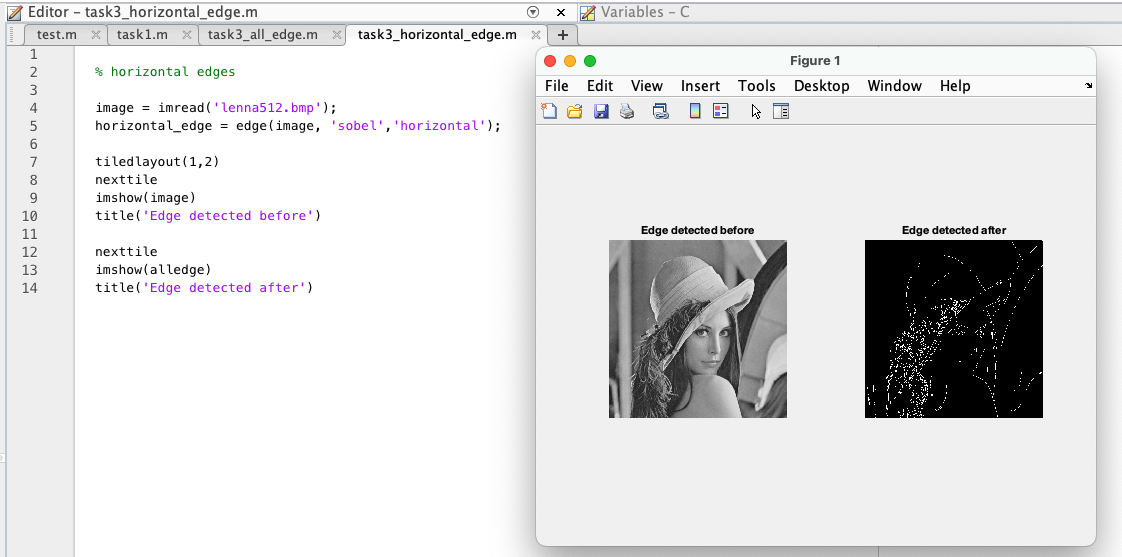 Editor – task3_horizontal_edge.m
Variables – C
test.m
task1.m
task3_all_edge.m
task3_horizontal_edge.m
1
2 % horizontal edges
3
4 image = imread('lenna512.bmp');
5 horizontal_edge = edge(image, 'sobel','horizontal');
6
7 tiledlayout(1,2)
8 nexttile
9 imshow(image)
10 title('Edge detected before')
11
12 nexttile
13 imshow(alledge)
14 title('Edge detected after')
Figure 1
File Edit View Insert Tools Desktop Window Help
Edge detected before
Edge detected after